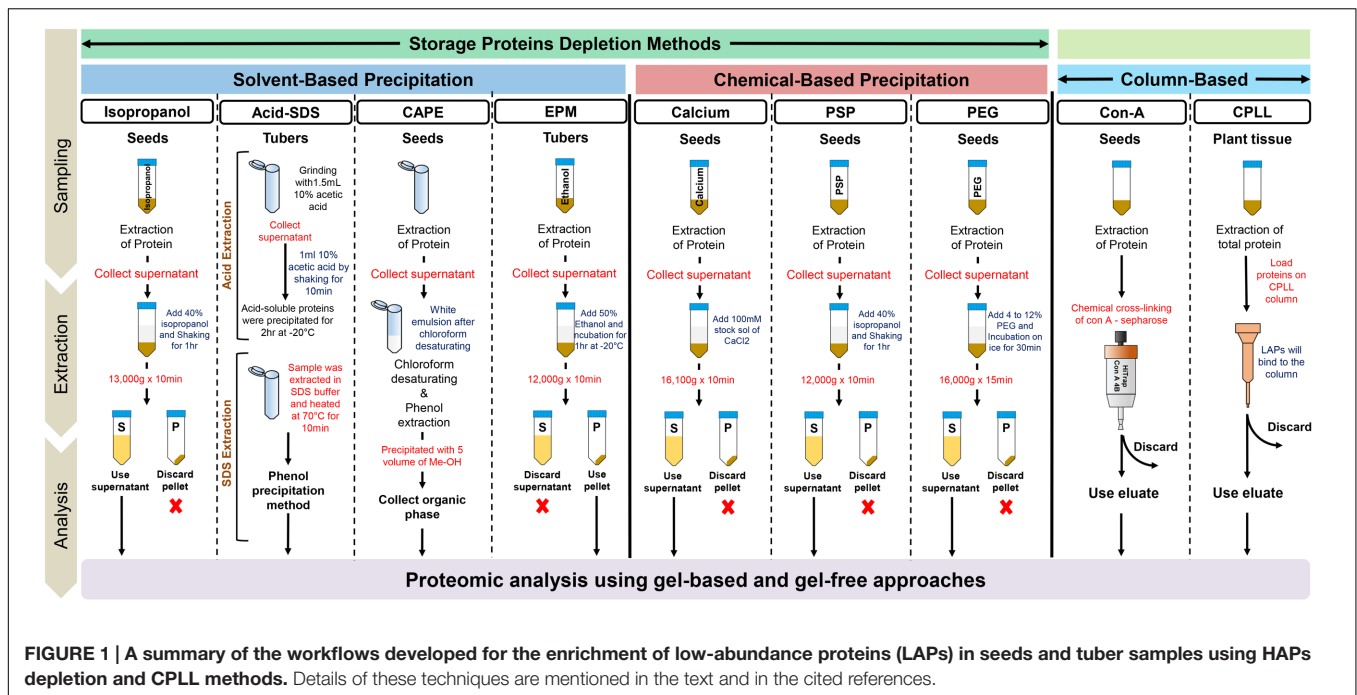 Storage Proteins Depletion Methods
Solvent-Based Precipitation
Chemical-Based Precipitation
Column-Based
Sampling
Extraction
Analysis
Isopropanol
Seeds
Isopropanol
Extraction
of Protein
Collect supernatant
Add 40%
isopropanol
and Shaking
for 1hr
13,000g x 10min
S
P
Use
supernatant
Discard
pellet
Acid-SDS
Tubers
Acid Extraction
Grinding
with1.5mL
10% acetic
acid
Collect
supernatant
1ml 10%
acetic acid by
shaking for
10min
Acid-soluble proteins
were precipitated for
2hr at -20°C
SDS Extraction
Sample was
extracted in
SDS buffer
and heated
at 70°C for
10min
Phenol
precipitation
method
CAPE
Seeds
Extraction
of Protein
Collect supernatant
White
emulsion after
chloroform
desaturating
Chloroform
desaturating
&
Phenol
extraction
Precipitated with 5
volume of Me-OH
Collect organic
phase
EPM
Tubers
Ethanol
Extraction
of Protein
Collect supernatant
Add 50%
Ethanol and
incubation for
1hr at -20°C
12,000g x 10min
S
P
Discard
supernatant
Use
pellet
Calcium
Seeds
Calcium
Extraction
of Protein
Collect supernatant
Add 100mM
stock sol of
CaCl2
16,100g x 10min
S
P
Use
supernatant
Discard
pellet
PSP
Seeds
PSP
Extraction
of Protein
Collect supernatant
Add 40%
isopropanol
and Shaking
for 1hr
12,000g x 10min
S
P
Use
supernatant
Discard
pellet
PEG
Seeds
PEG
Extraction
of Protein
Collect supernatant
Add 4 to 12%
PEG and
Incubation on
ice for 30min
16,000g x 15min
S
P
Use
supernatant
Discard
pellet
Con-A
Seeds
Extraction
of Protein
Chemical cross-linking
of con A - sepharose
HiTrap
Con A 4B
Discard
Use eluate
CPLL
Plant tissue
Extraction of
total protein
Load
proteins on
CPLL
column
LAPs will
bind to the
column
Discard
Use eluate
Proteomic analysis using gel-based and gel-free approaches
FIGURE 1 | A summary of the workflows developed for the enrichment of low-abundance proteins (LAPs) in seeds and tuber samples using HAPs
depletion and CPLL methods. Details of these techniques are mentioned in the text and in the cited references.